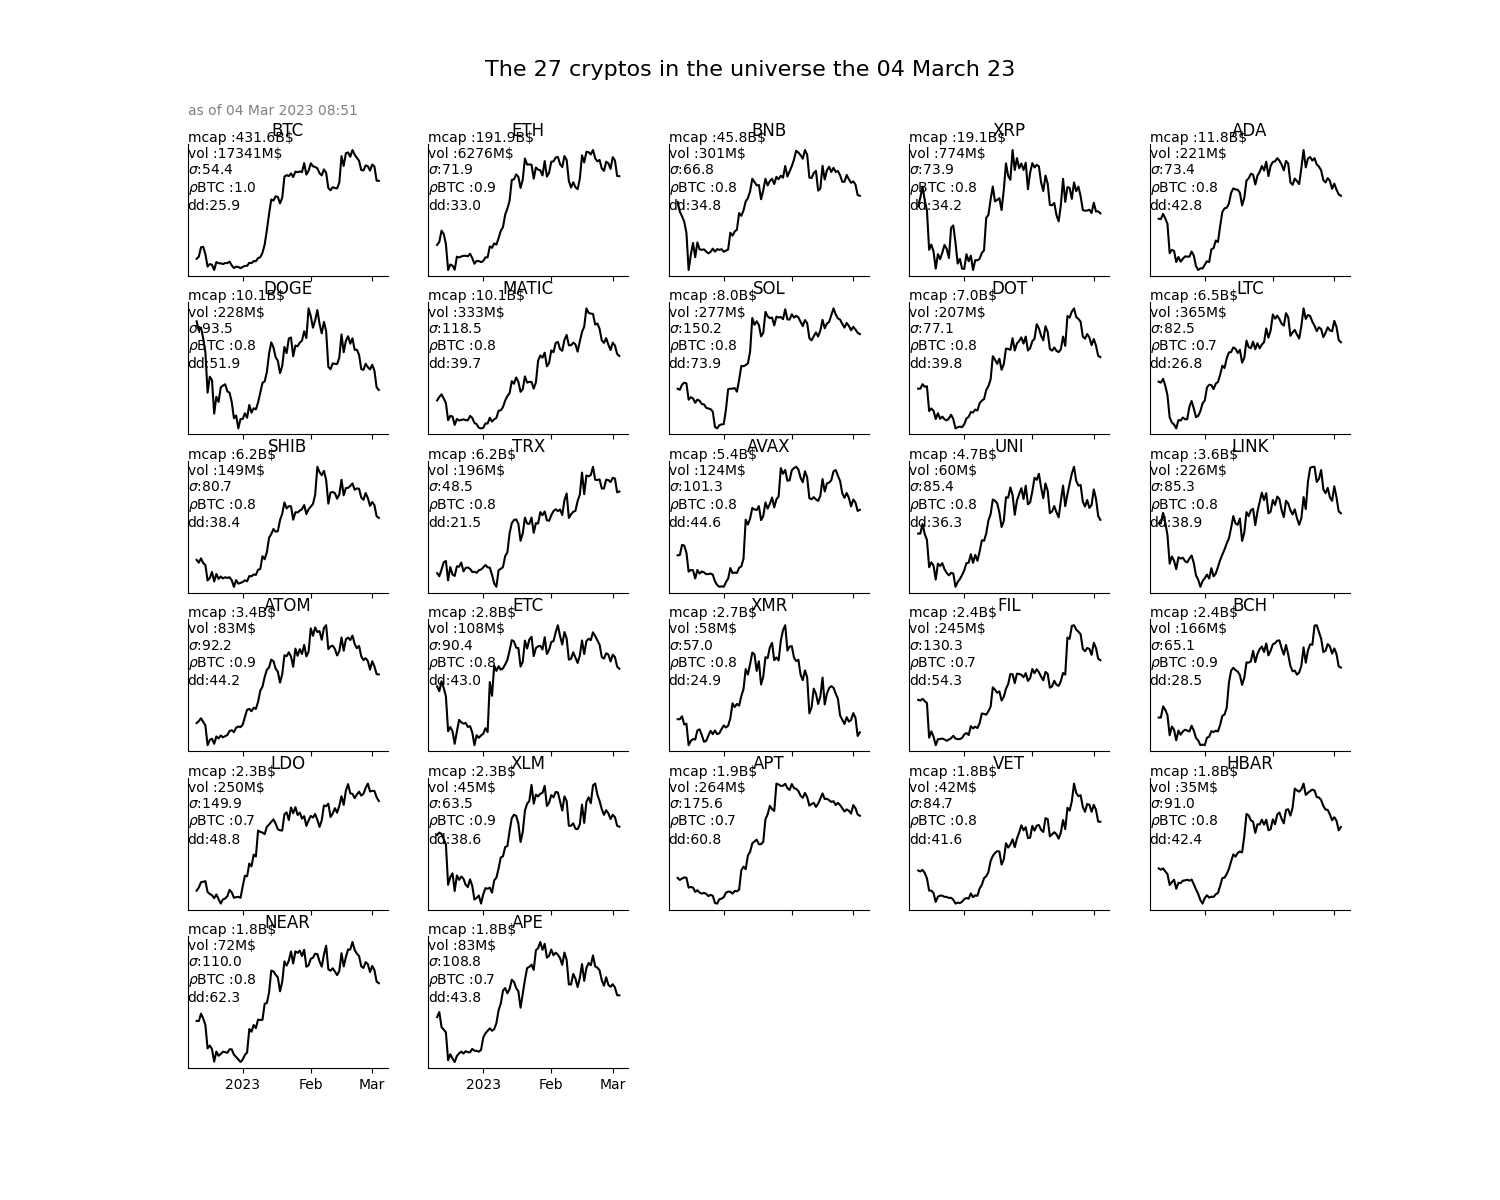 The 27 cryptos in the universe the 04 March 23
as of 04 Mar 2023 08:51
BTC
mcap :431.6B$
vol :17341M$
σ:54.4
ρBTC :1.0
dd:25.9
ETH
mcap :191.9B$
vol :6276M$
σ:71.9
ρBTC :0.9
dd:33.0
BNB
mcap :45.8B$
vol :301M$
σ:66.8
ρBTC :0.8
dd:34.8
XRP
mcap :19.1B$
vol :774M$
σ:73.9
ρBTC :0.8
dd:34.2
ADA
mcap :11.8B$
vol :221M$
σ:73.4
ρBTC :0.8
dd:42.8
DOGE
mcap :10.1B$
vol :228M$
σ:93.5
ρBTC :0.8
dd:51.9
MATIC
mcap :10.1B$
vol :333M$
σ:118.5
ρBTC :0.8
dd:39.7
SOL
mcap :8.0B$
vol :277M$
σ:150.2
ρBTC :0.8
dd:73.9
DOT
mcap :7.0B$
vol :207M$
σ:77.1
ρBTC :0.8
dd:39.8
LTC
mcap :6.5B$
vol :365M$
σ:82.5
ρBTC :0.7
dd:26.8
SHIB
mcap :6.2B$
vol :149M$
σ:80.7
ρBTC :0.8
dd:38.4
TRX
mcap :6.2B$
vol :196M$
σ:48.5
ρBTC :0.8
dd:21.5
AVAX
mcap :5.4B$
vol :124M$
σ:101.3
ρBTC :0.8
dd:44.6
UNI
mcap :4.7B$
vol :60M$
σ:85.4
ρBTC :0.8
dd:36.3
LINK
mcap :3.6B$
vol :226M$
σ:85.3
ρBTC :0.8
dd:38.9
ATOM
mcap :3.4B$
vol :83M$
σ:92.2
ρBTC :0.9
dd:44.2
ETC
mcap :2.8B$
vol :108M$
σ:90.4
ρBTC :0.8
dd:43.0
XMR
mcap :2.7B$
vol :58M$
σ:57.0
ρBTC :0.8
dd:24.9
FIL
mcap :2.4B$
vol :245M$
σ:130.3
ρBTC :0.7
dd:54.3
BCH
mcap :2.4B$
vol :166M$
σ:65.1
ρBTC :0.9
dd:28.5
LDO
mcap :2.3B$
vol :250M$
σ:149.9
ρBTC :0.7
dd:48.8
XLM
mcap :2.3B$
vol :45M$
σ:63.5
ρBTC :0.9
dd:38.6
APT
mcap :1.9B$
vol :264M$
σ:175.6
ρBTC :0.7
dd:60.8
VET
mcap :1.8B$
vol :42M$
σ:84.7
ρBTC :0.8
dd:41.6
HBAR
mcap :1.8B$
vol :35M$
σ:91.0
ρBTC :0.8
dd:42.4
NEAR
mcap :1.8B$
vol :72M$
σ:110.0
ρBTC :0.8
dd:62.3
2023 Feb Mar
APE
mcap :1.8B$
vol :83M$
σ:108.8
ρBTC :0.7
dd:43.8
2023 Feb Mar